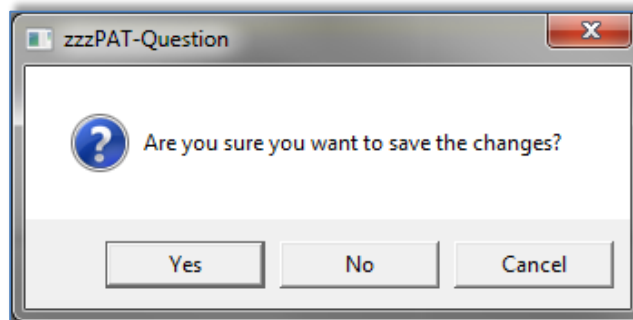 zzzPAT-Question
Are you sure you want to save the changes?
Yes No Cancel